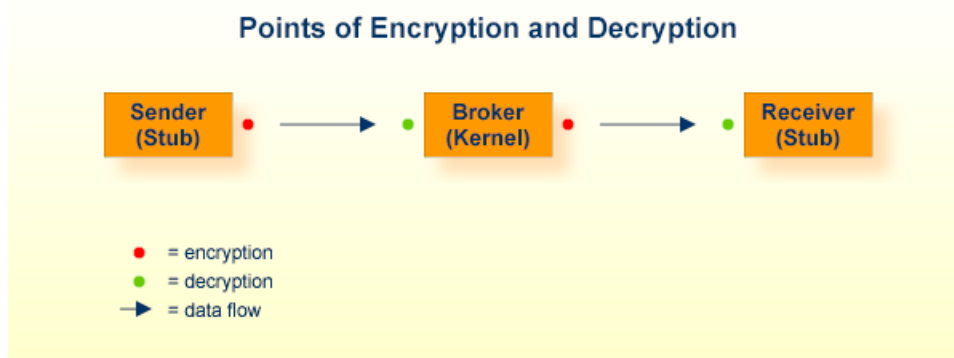 Points of Encryption and Decryption
Sender
(Stub)
Broker
(Kernel)
Receiver
(Stub)
= encryption
= decryption
= data flow